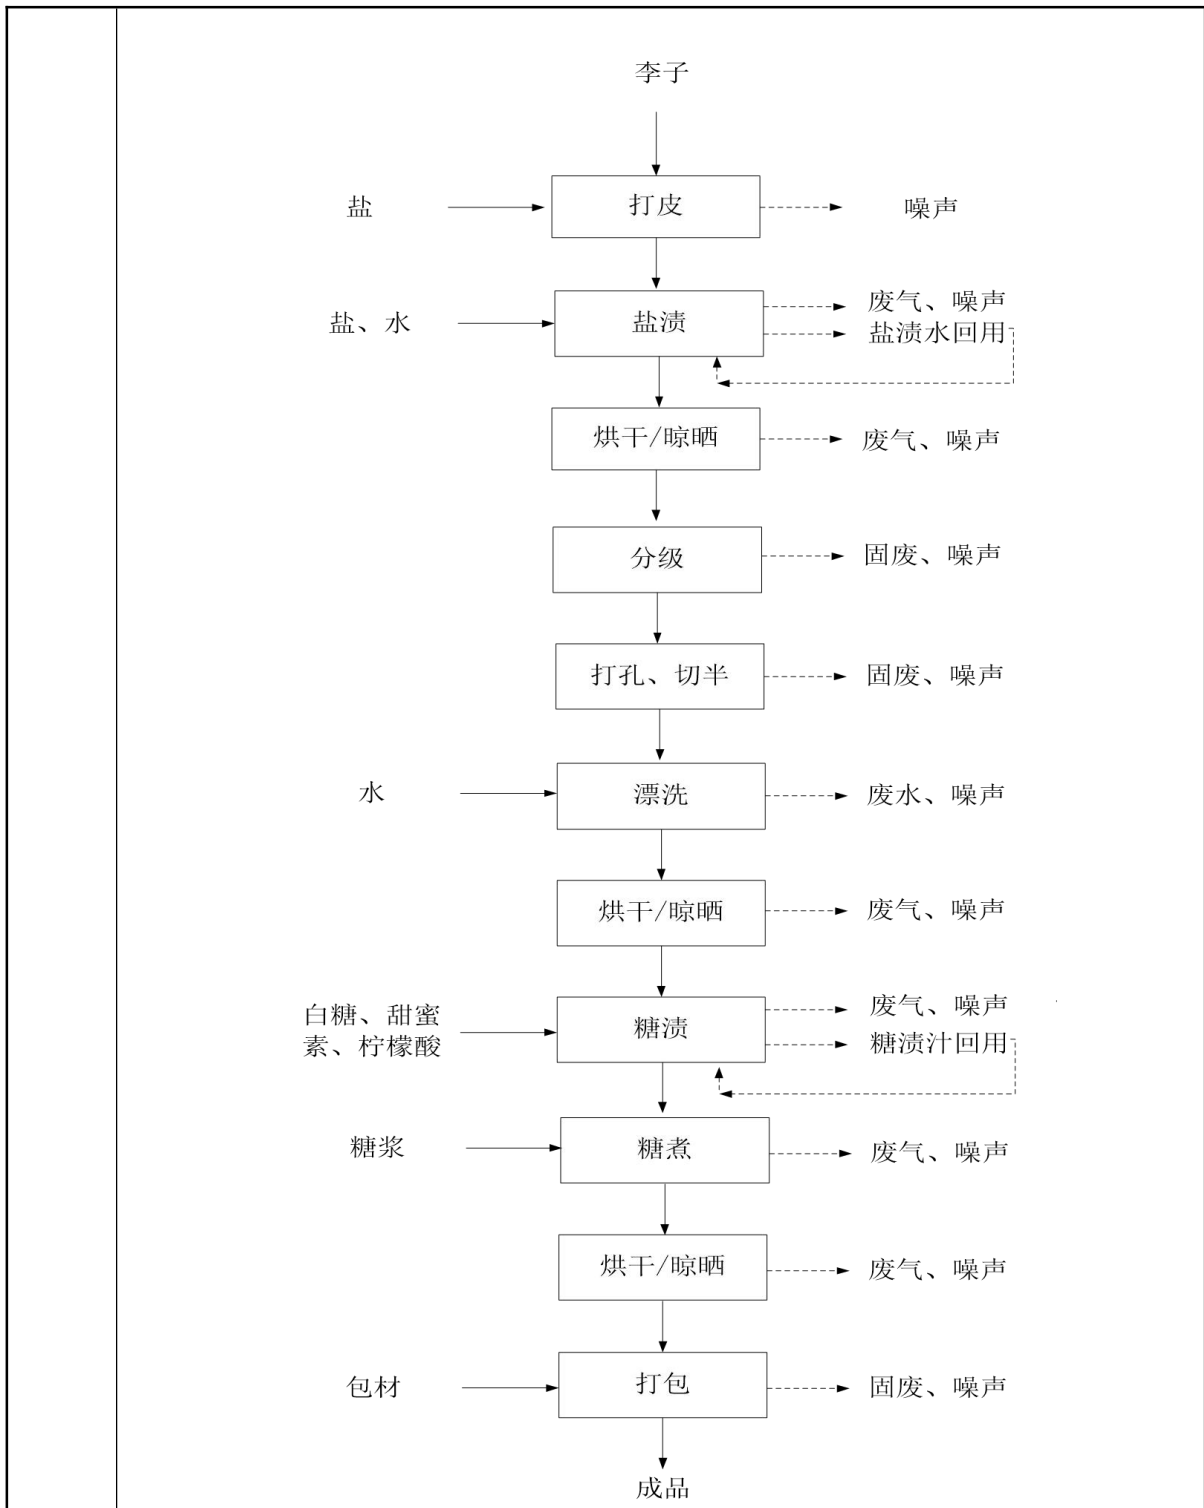 李子
盐
打皮
噪声
盐、水
盐渍
废气、噪声
盐渍水回用
烘干/晾晒
废气、噪声
分级
固废、噪声
打孔、切半
固废、噪声
水
漂洗
废水、噪声
烘干/晾晒
废气、噪声
白糖、甜蜜
素、柠檬酸
糖渍
废气、噪声
糖渍汁回用
糖浆
糖煮
废气、噪声
烘干/晾晒
废气、噪声
包材
打包
固废、噪声
成品